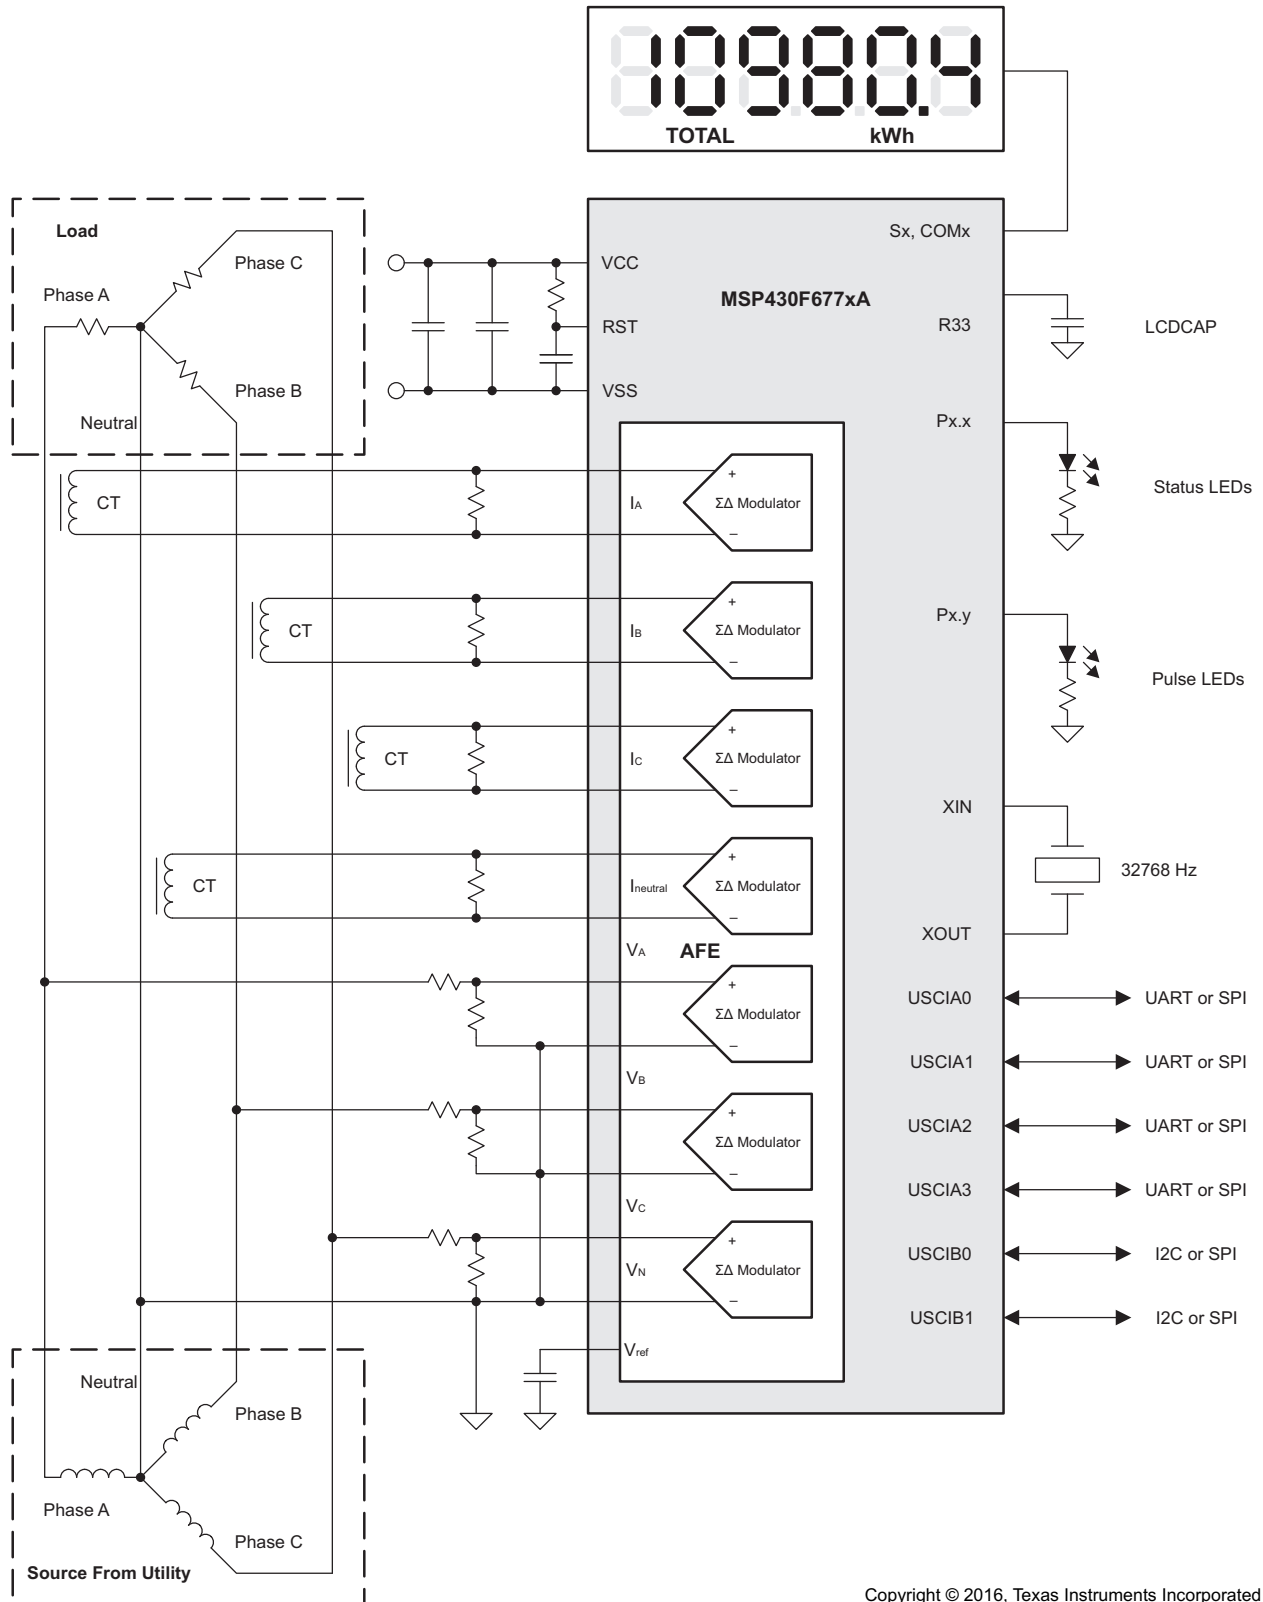 109804
TOTAL kWh
Load
Phase C
Phase A
Phase B
Neutral
VCC
RST
VSS
MSP430F677xA
Sx, COMx
R33
LCDCAP
Px.x
Status LEDs
CT
IA
+
ΣΔ Modulator
–
CT
IB
+
ΣΔ Modulator
–
Px.y
Pulse LEDs
CT
IC
+
ΣΔ Modulator
–
XIN
32768 Hz
XOUT
CT
Ineutral
+
ΣΔ Modulator
–
VA
AFE
+
ΣΔ Modulator
–
VB
+
ΣΔ Modulator
–
VC
+
VN
ΣΔ Modulator
–
Vref
USCIA0 UART or SPI
USCIA1 UART or SPI
USCIA2 UART or SPI
USCIA3 UART or SPI
USCIB0 I2C or SPI
USCIB1 I2C or SPI
Neutral
Phase B
Phase A
Phase C
Source From Utility
Copyright © 2016, Texas Instruments Incorporated